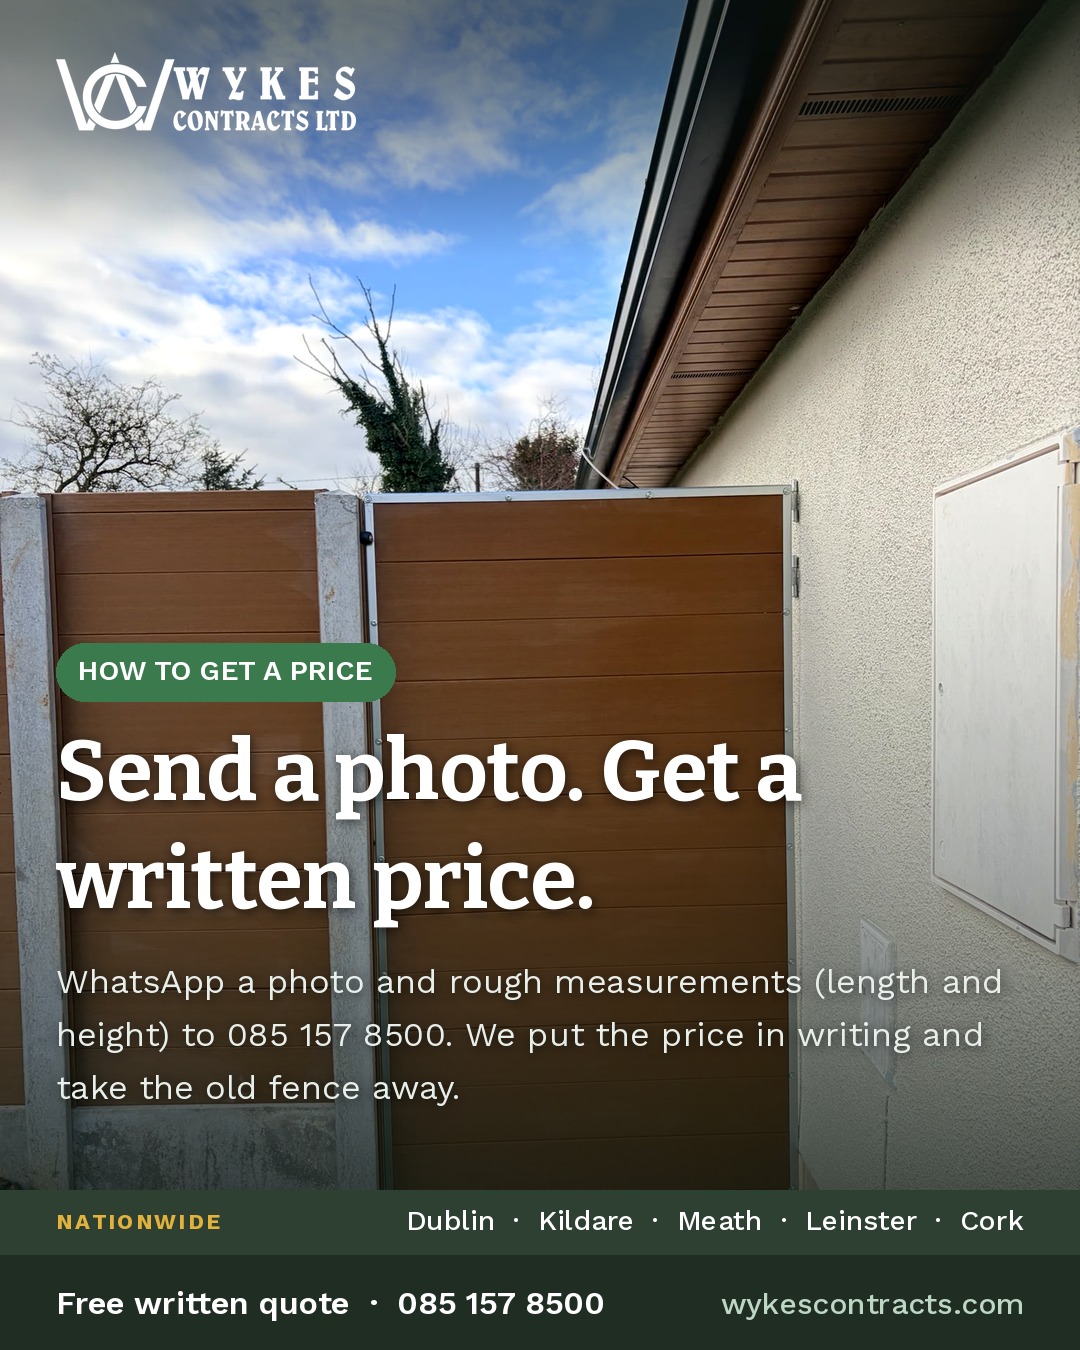 WYKES
CONTRACTS LTD
HOW TO GET A PRICE
Send a photo. Get a
written price.
WhatsApp a photo and rough measurements (length and
height) to 085 157 8500. We put the price in writing and
take the old fence away.
NATIONWIDE
Dublin · Kildare · Meath · Leinster · Cork
Free written quote · 085 157 8500
wykescontracts.com